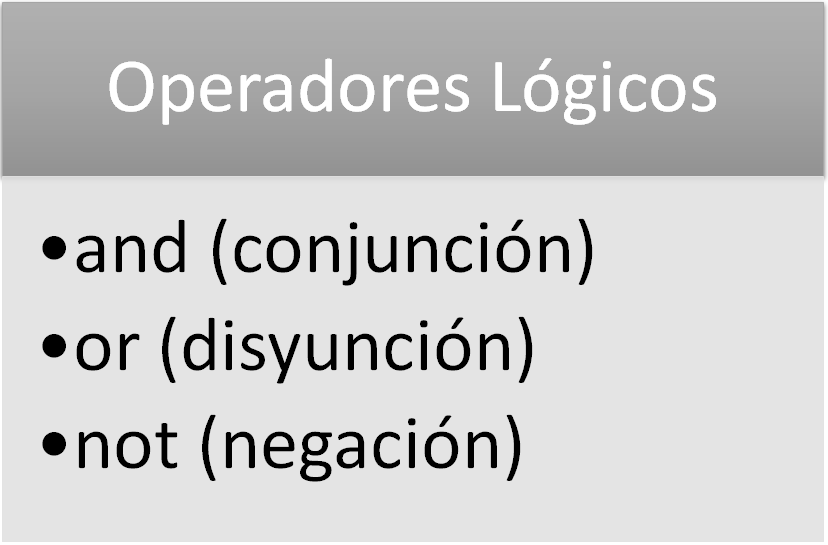 Operadores Lógicos
•and (conjunción)
•or (disyunción)
•not (negación)